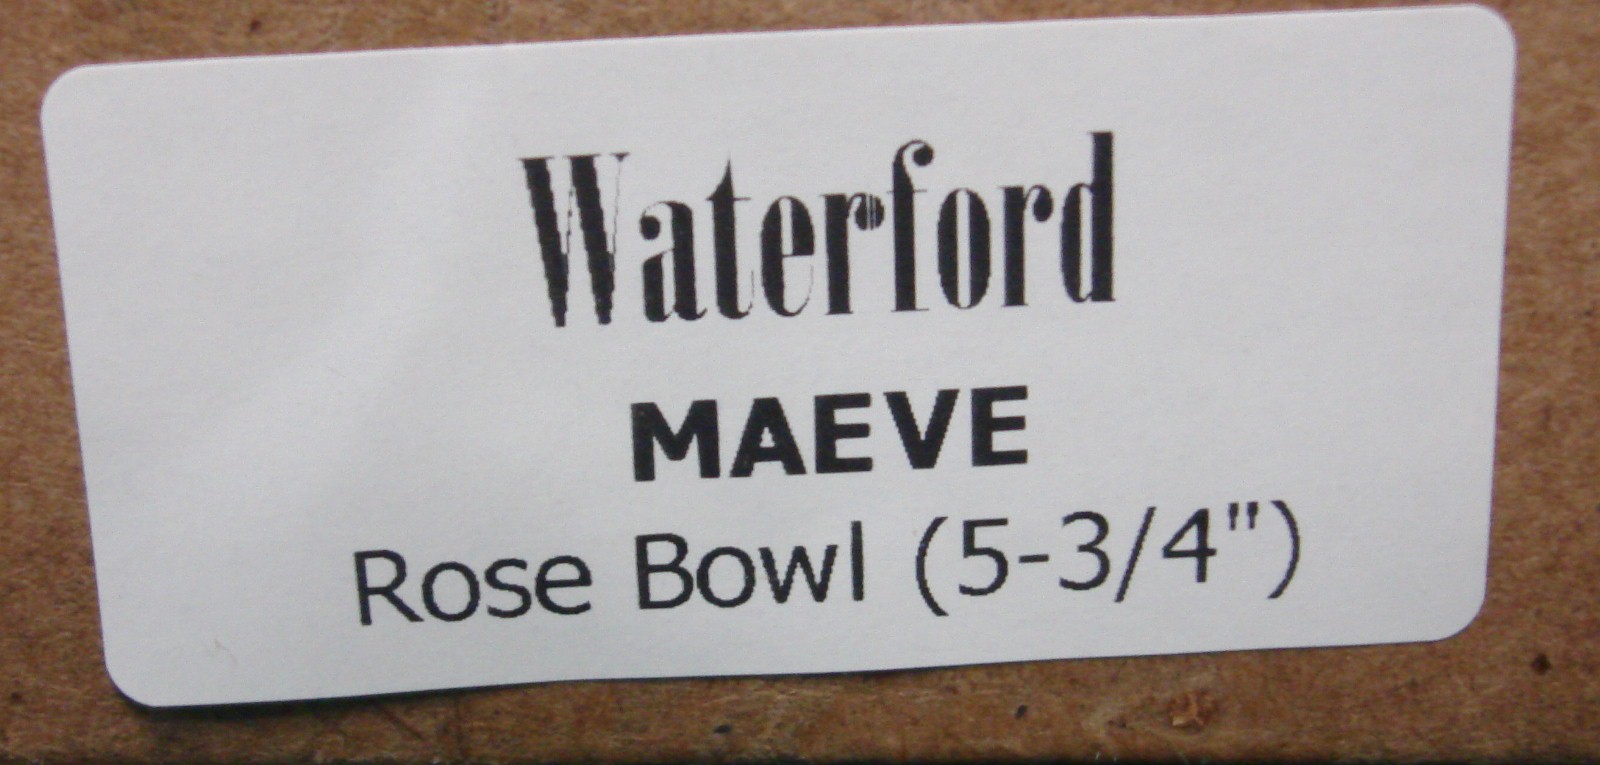 Waterford
MAEVE
Rose Bowl (5-3/4")